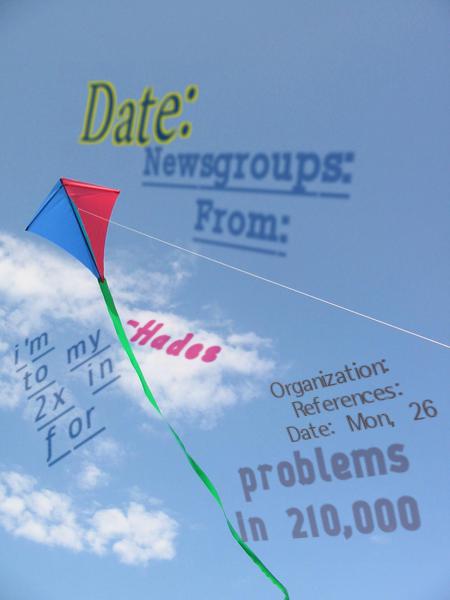 Date:
Newsgroups:
From:
-Hades
i'm
to my
2x in
for
Organization:
References:
Date: Mon, 26
problems
in 210,000